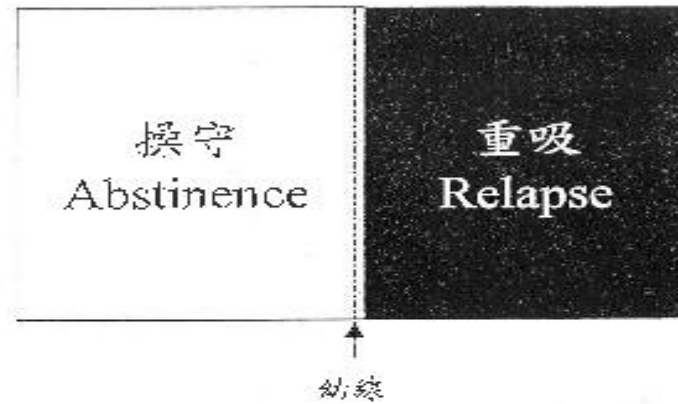 操守
Abstinence
重吸
Relapse